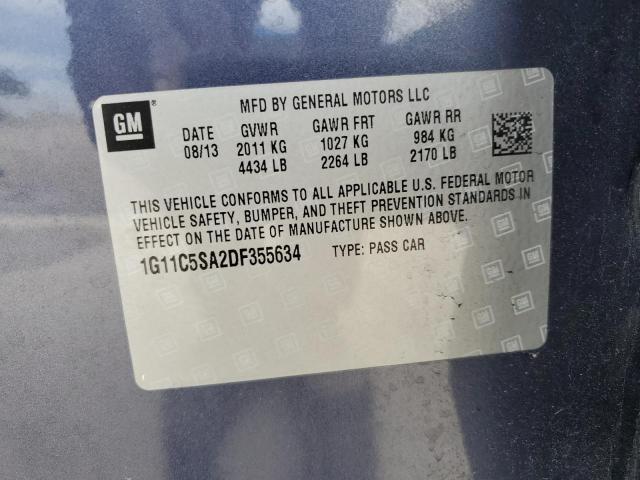 GM
MFD BY GENERAL MOTORS LLC
DATE GVWR GAWR FRT GAWR RR
08/13 2011 KG 1027 KG 984 KG
4434 LB 2264 LB 2170 LB
THIS VEHICLE CONFORMS TO ALL APPLICABLE U.S. FEDERAL MOTOR
VEHICLE SAFETY, BUMPER, AND THEFT PREVENTION STANDARDS IN
EFFECT ON THE DATE OF MANUFACTURE SHOWN ABOVE.
1G11C5SA2DF355634 TYPE: PASS CAR